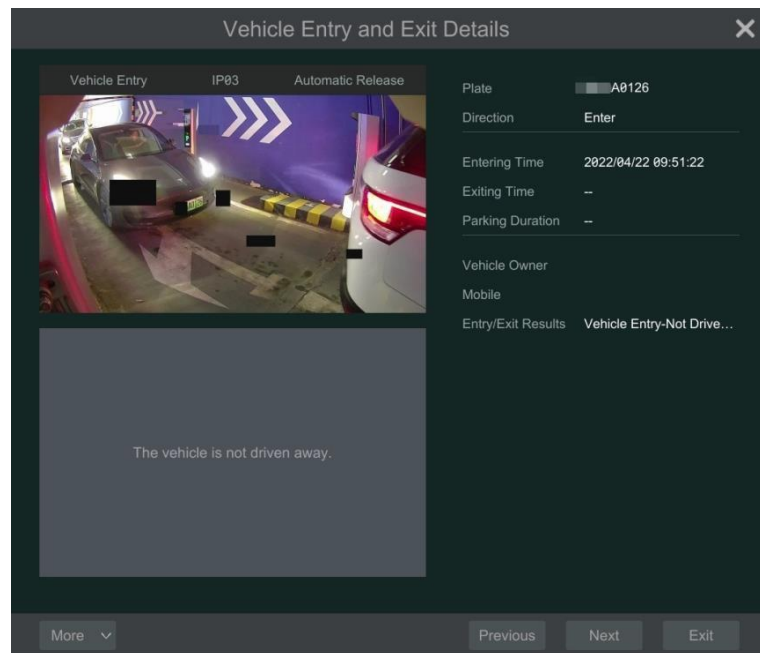 Vehicle Entry and Exit Details
Vehicle Entry IP03 Automatic Release
Plate A0126
Direction Enter
Entering Time 2022/04/22 09:51:22
Exiting Time --
Parking Duration --
Vehicle Owner
Mobile
Entry/Exit Results Vehicle Entry-Not Drive...
The vehicle is not driven away.
More Previous Next Exit